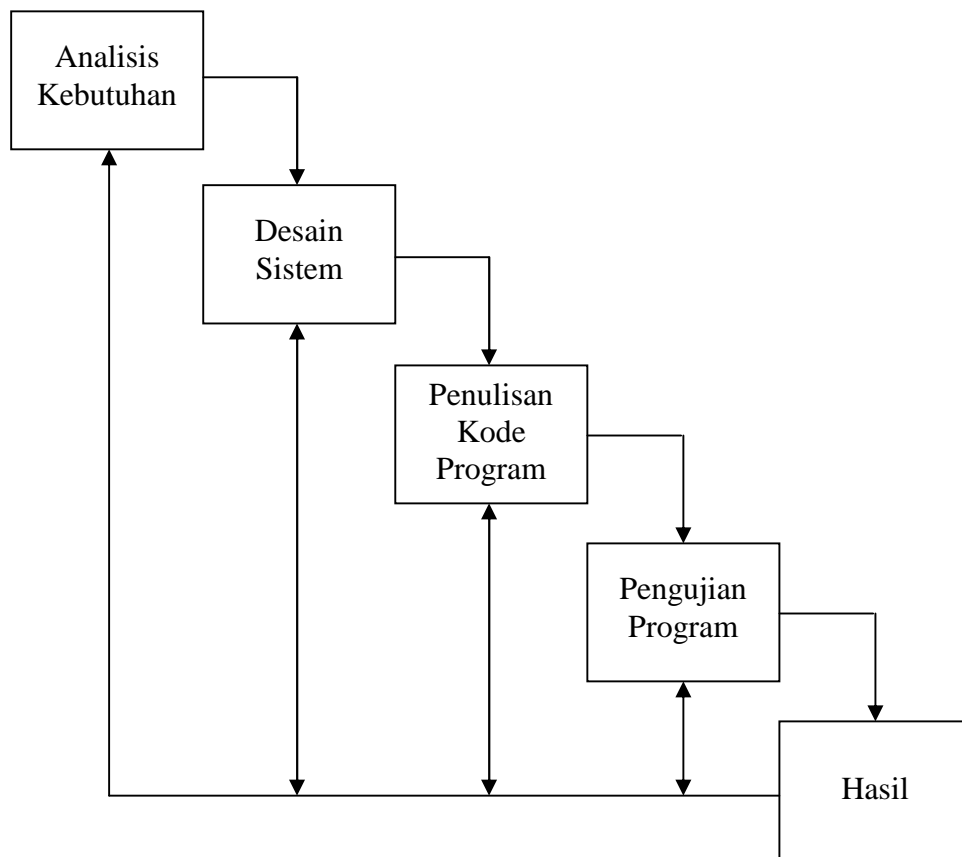 Analisis
Kebutuhan
Desain
Sistem
Penulisan
Kode
Program
Pengujian
Program
Hasil